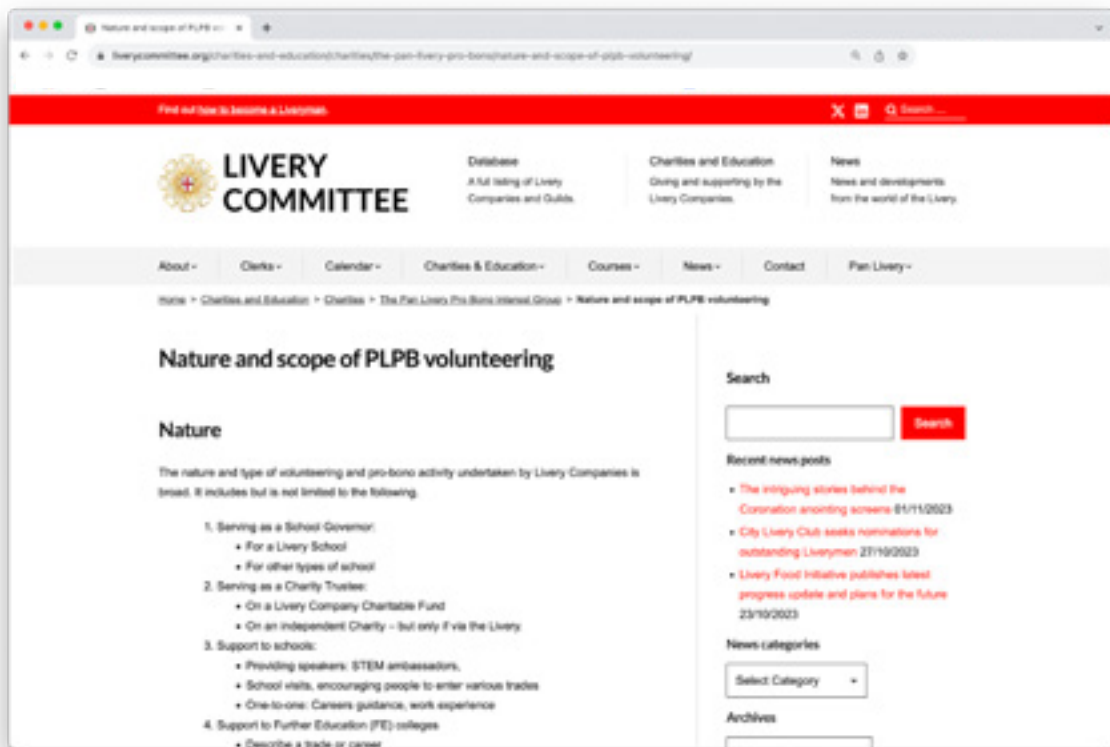 Nature and scope of PLPB vo
liverycommittee.org/charities-and-education/charities/the-pan-livery-pro-bono/nature-and-scope-of-plpb-volunteering/
Find out how to become a Liveryman.
Search …
LIVERY
COMMITTEE
Database
A full listing of Livery
Companies and Guilds.
Charities and Education
Giving and supporting by the
Livery Companies.
News
News and developments
from the world of the Livery.
About
Clerks
Calendar
Charities & Education
Courses
News
Contact
Pan Livery
Home > Charities and Education > Charities > The Pan Livery Pro Bono Interest Group > Nature and scope of PLPB volunteering
Nature and scope of PLPB volunteering
Nature
The nature and type of volunteering and pro-bono activity undertaken by Livery Companies is
broad. It includes but is not limited to the following.
1. Serving as a School Governor:
• For a Livery School
• For other types of school
2. Serving as a Charity Trustee:
• On a Livery Company Charitable Fund
• On an independent Charity – but only if via the Livery.
3. Support to schools:
• Providing speakers: STEM ambassadors,
• School visits, encouraging people to enter various trades
• One-to-one: Careers guidance, work experience
4. Support to Further Education (FE) colleges
• Describe a trade or career
Search
Search
Recent news posts
• The intriguing stories behind the
Coronation anointing screens 01/11/2023
• City Livery Club seeks nominations for
outstanding Liverymen 27/10/2023
• Livery Food Initiative publishes latest
progress update and plans for the future
23/10/2023
News categories
Select Category
Archives